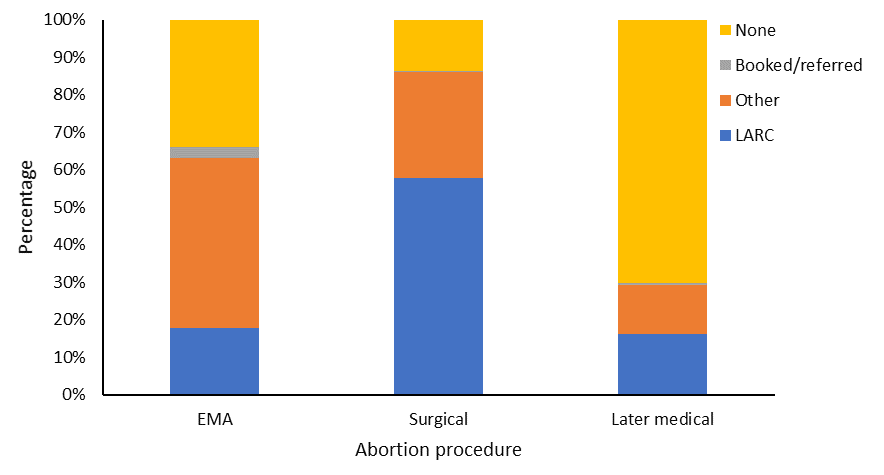 100%
90%
80%
70%
60%
50%
40%
30%
20%
10%
0%
Percentage
EMA
Surgical
Later medical
Abortion procedure
None
Booked/referred
Other
LARC